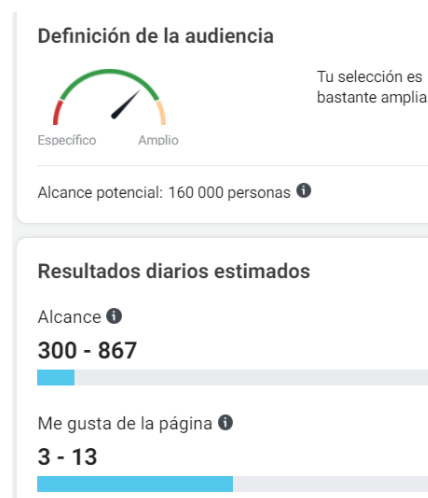 Definición de la audiencia
Tu selección es
bastante amplia
Específico
Amplio
Alcance potencial: 160 000 personas
Resultados diarios estimados
Alcance
300 - 867
Me gusta de la página
3 - 13